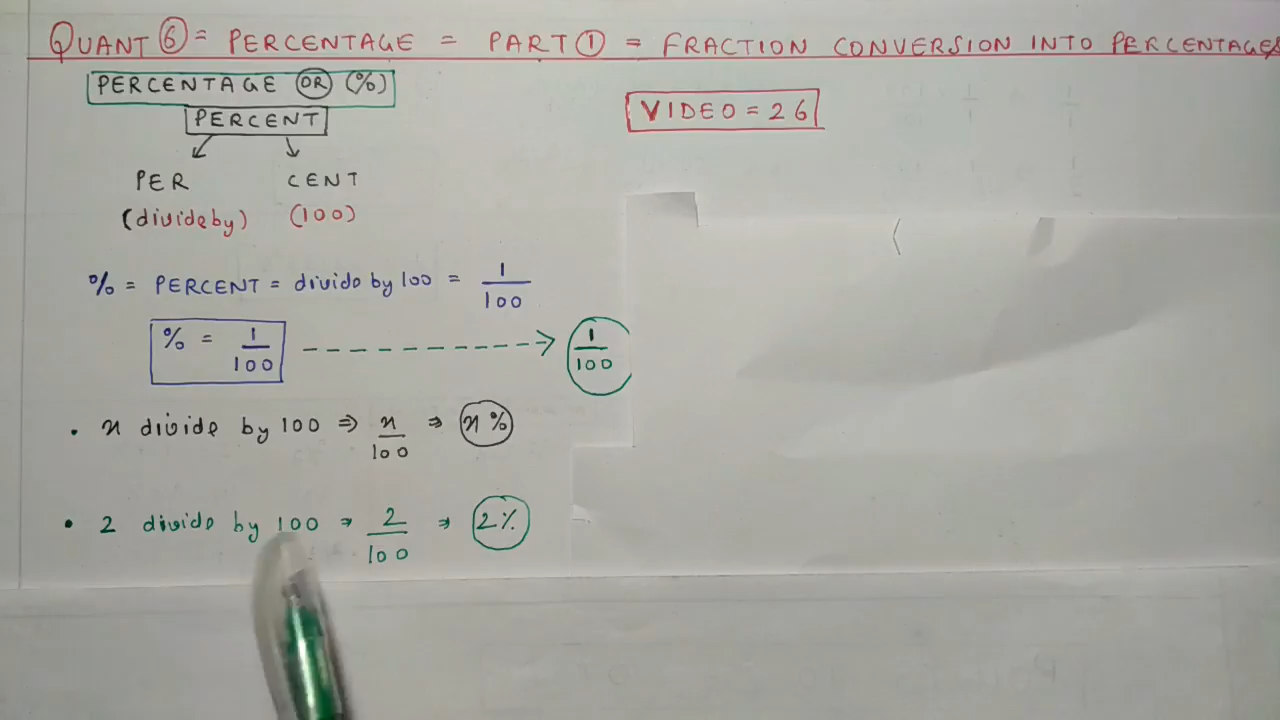 QUANT ⑥ = PERCENTAGE = PART ① = FRACTION CONVERSION INTO PERCENTAGES
PERCENTAGE OR (%)
VIDEO = 26
PERCENT
PER CENT
(divideby) (100)
% = PERCENT = divide by 100 = 1/100
% = 1/100 -----------> 1/100
• x divide by 100 ⇒ x/100 ⇒ x%
• 2 divide by 100 ⇒ 2/100 ⇒ 2%